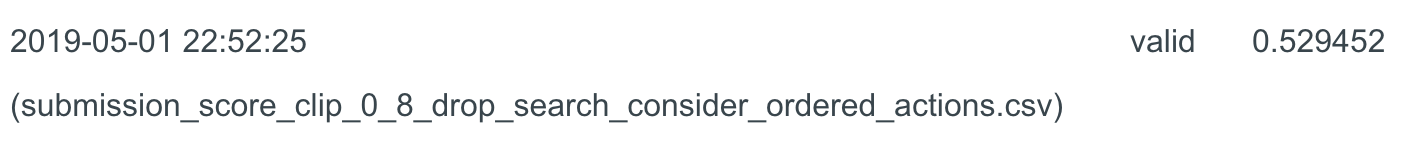 2019-05-01 22:52:25 valid 0.529452
(submission_score_clip_0_8_drop_search_consider_ordered_actions.csv)